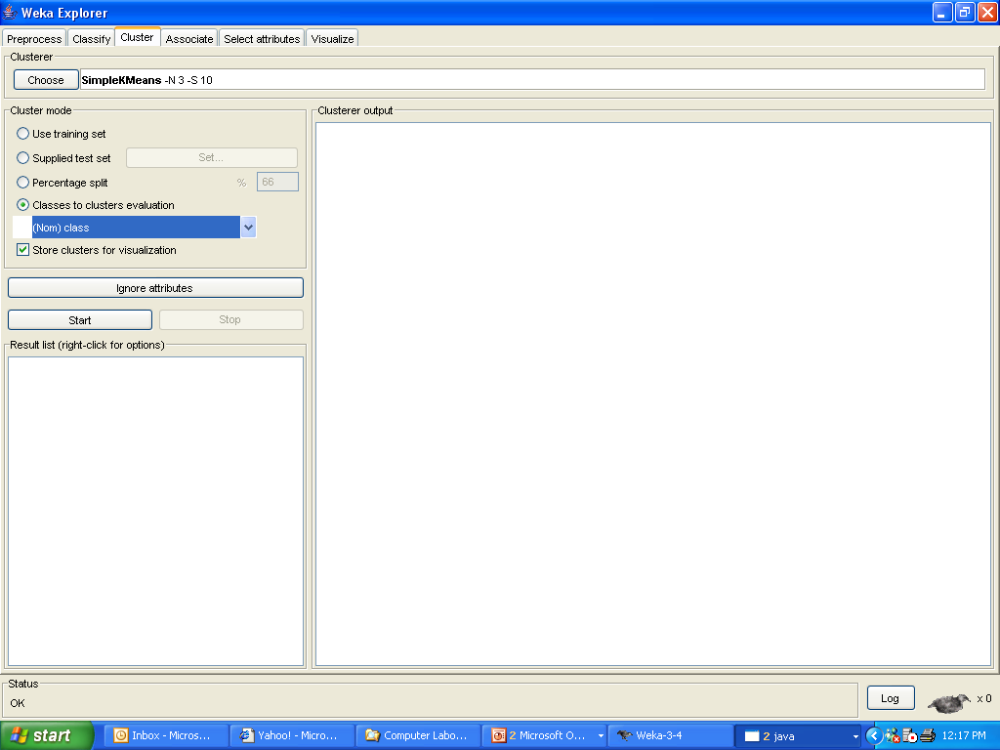 Weka Explorer
Preprocess Classify Cluster Associate Select attributes Visualize
Clusterer
Choose SimpleKMeans -N 3 -S 10
Cluster mode
Use training set
Supplied test set Set...
Percentage split % 66
Classes to clusters evaluation
(Nom) class
Store clusters for visualization
Ignore attributes
Start Stop
Result list (right-click for options)
Clusterer output
Status
OK
Log x 0
start Inbox - Micros... Yahoo! - Micro... Computer Labo... 2 Microsoft O... Weka-3-4 2 java 12:17 PM